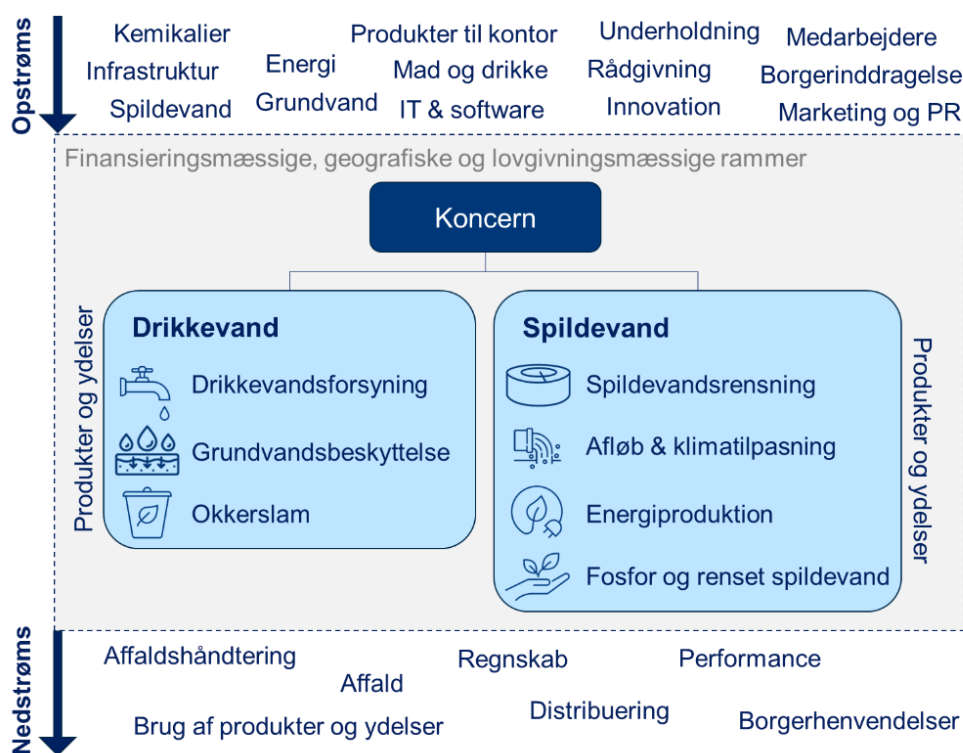 Opstrøms
Kemikalier
Produkter til kontor
Underholdning
Medarbejdere
Infrastruktur
Energi
Mad og drikke
Rådgivning
Borgerinddragelse
Spildevand
Grundvand
IT & software
Innovation
Marketing og PR
Finansieringsmæssige, geografiske og lovgivningsmæssige rammer
Koncern
Produkter og ydelser
Drikkevand
Drikkevandsforsyning
Grundvandsbeskyttelse
Okkerslam
Spildevand
Spildevandsrensning
Afløb & klimatilpasning
Energiproduktion
Fosfor og renset spildevand
Produkter og ydelser
Nedstrøms
Affaldshåndtering
Regnskab
Performance
Affald
Brug af produkter og ydelser
Distribuering
Borgerhenvendelser